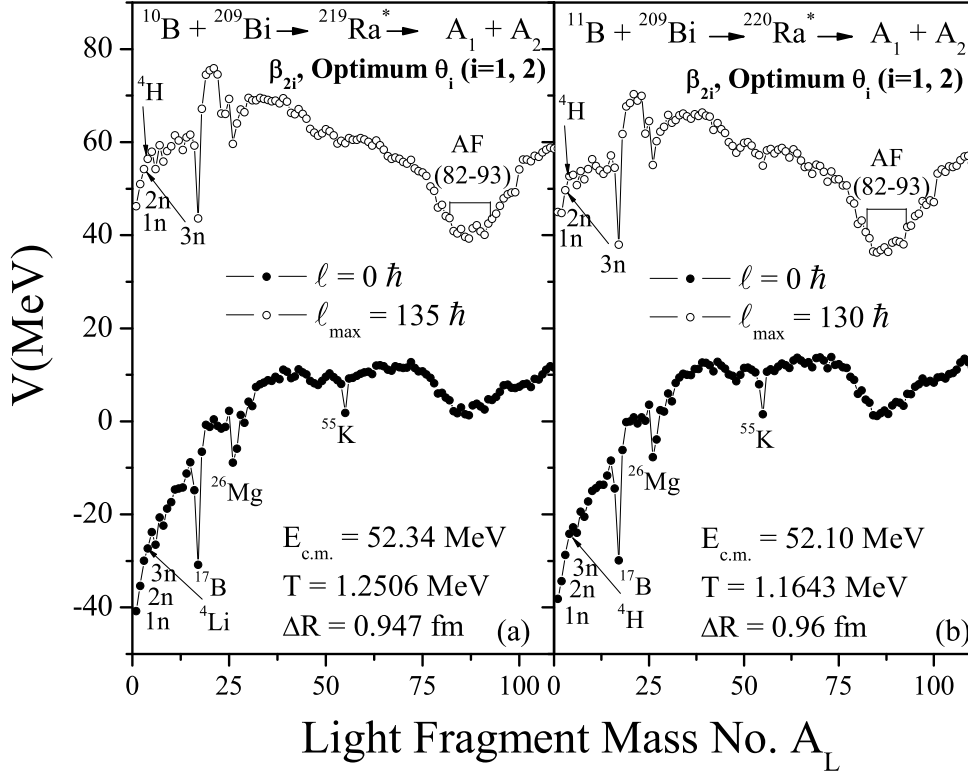 ¹⁰B + ²⁰⁹Bi → ²¹⁹Ra* → A₁ + A₂
β₂ᵢ, Optimum θᵢ (i=1, 2)
⁴H
2n
1n
3n
AF
(82-93)
ℓ = 0 ℏ
ℓmax = 135 ℏ
⁵⁵K
²⁶Mg
¹⁷B
3n
2n
1n
⁴Li
E_c.m. = 52.34 MeV
T = 1.2506 MeV
ΔR = 0.947 fm
(a)
¹¹B + ²⁰⁹Bi → ²²⁰Ra* → A₁ + A₂
β₂ᵢ, Optimum θᵢ (i=1, 2)
⁴H
2n
1n
3n
AF
(82-93)
ℓ = 0 ℏ
ℓmax = 130 ℏ
⁵⁵K
²⁶Mg
¹⁷B
3n
2n
1n
⁴H
E_c.m. = 52.10 MeV
T = 1.1643 MeV
ΔR = 0.96 fm
(b)
V(MeV)
80
60
40
20
0
-20
-40
0 25 50 75 100
0 25 50 75 100
Light Fragment Mass No. A_L